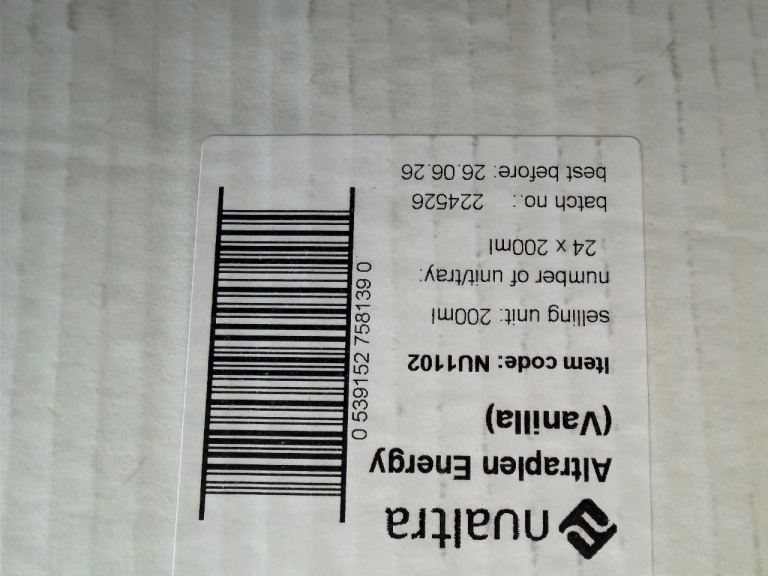 nualtra
Altraplen Energy
(Vanilla)
Item code: NU1102
selling unit: 200ml
number of unit/tray:
24 x 200ml
batch no.: 224526
best before: 26.06.26
0 539152 758139 0